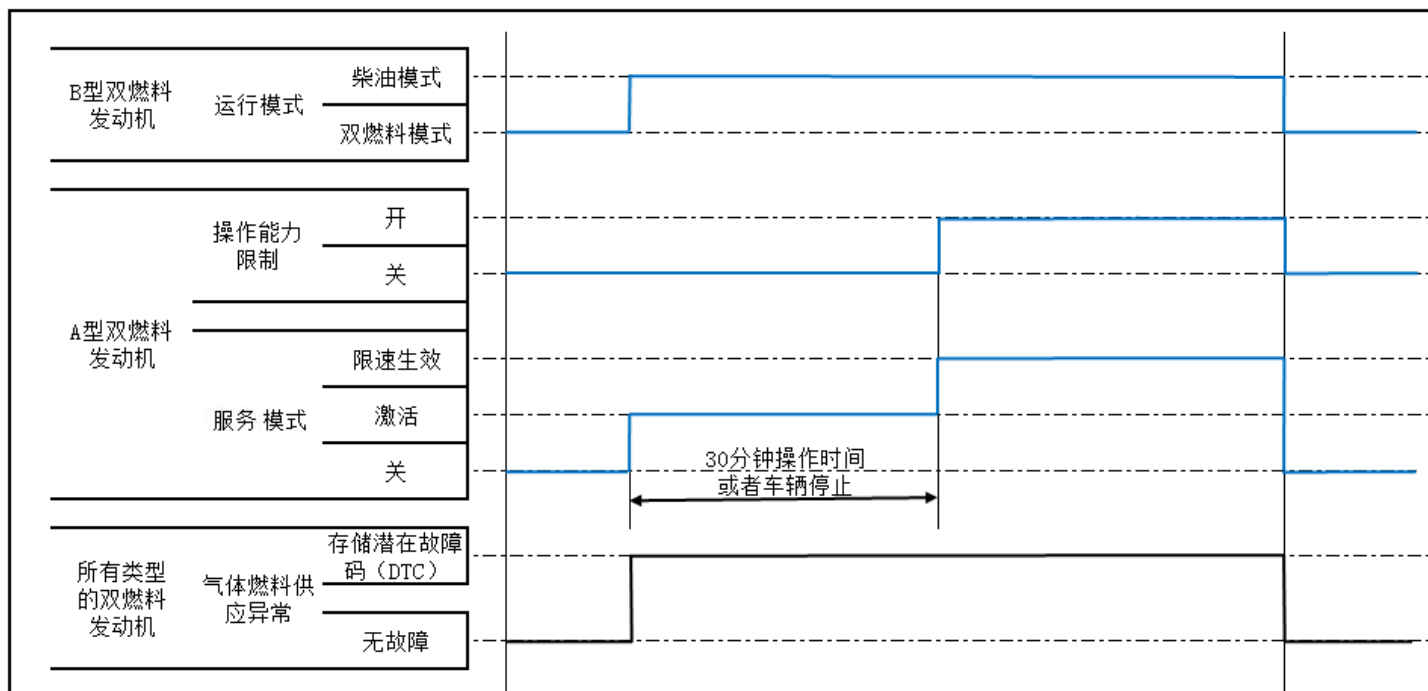 B型双燃料
发动机
运行模式
柴油模式
双燃料模式
A型双燃料
发动机
操作能力
限制
开
关
服务 模式
限速生效
激活
关
30分钟操作时间
或者车辆停止
所有类型
的双燃料
发动机
气体燃料供
应异常
存储潜在故障
码（DTC）
无故障